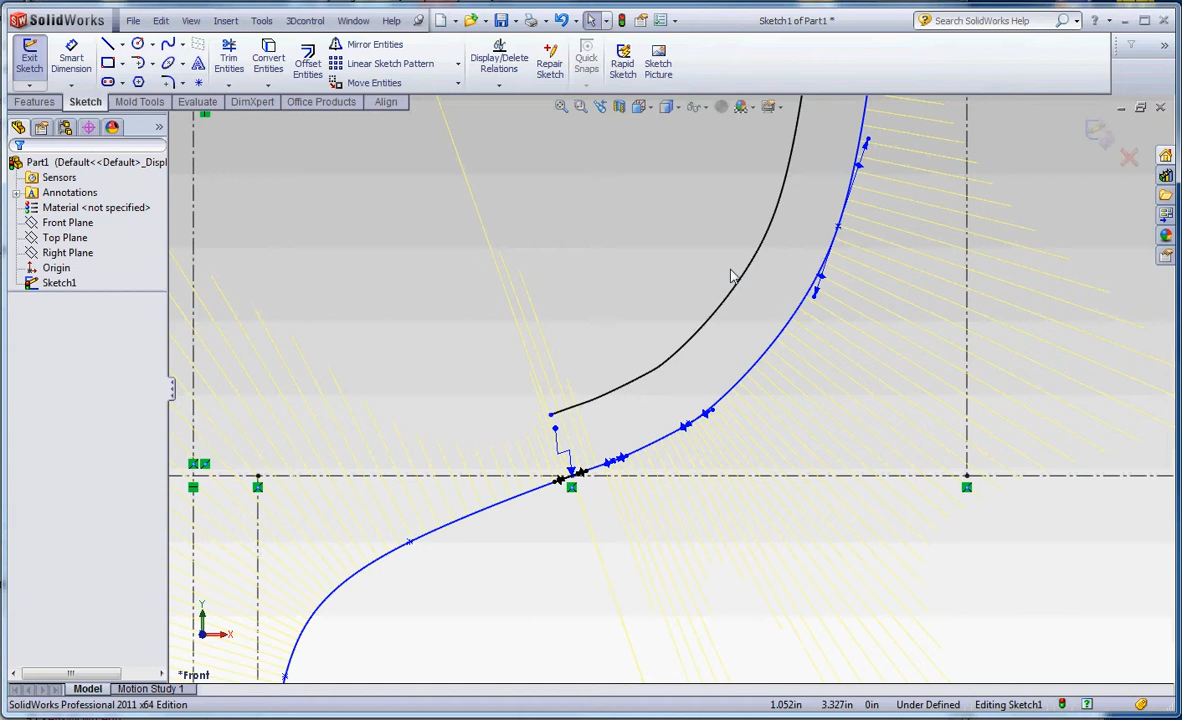 SolidWorks
File Edit View Insert Tools 3Dcontrol Window Help
Sketch1 of Part1 *
Search SolidWorks Help
Exit Sketch
Smart Dimension
Trim Entities
Convert Entities
Offset Entities
Mirror Entities
Linear Sketch Pattern
Move Entities
Display/Delete Relations
Repair Sketch
Quick Snaps
Rapid Sketch
Sketch Picture
Features Sketch Mold Tools Evaluate DimXpert Office Products Align
Part1 (Default<<Default>_Displ
Sensors
Annotations
Material <not specified>
Front Plane
Top Plane
Right Plane
Origin
Sketch1
Y
X
*Front
Model Motion Study 1
SolidWorks Professional 2011 x64 Edition
1.052in 3.327in 0in Under Defined Editing Sketch1